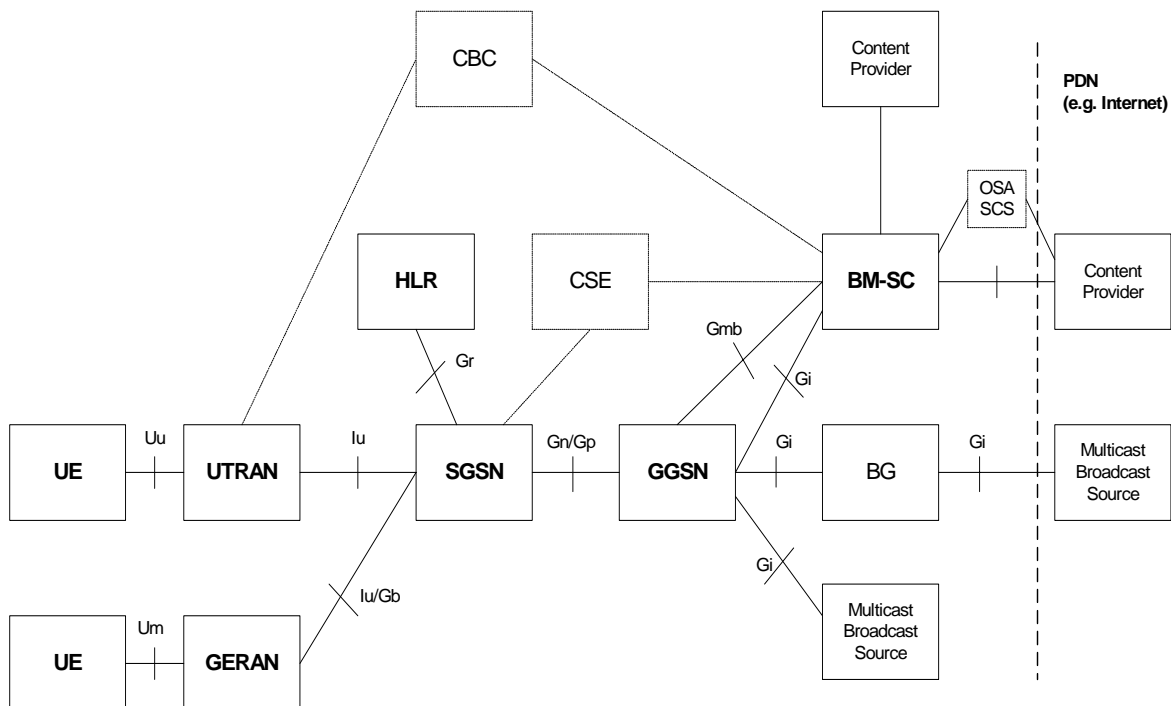 CBC
Content
Provider
PDN
(e.g. Internet)
OSA
SCS
HLR
CSE
BM-SC
Content
Provider
Gmb
Gr
Gi
Uu
Iu
Gn/Gp
Gi
Gi
UE
UTRAN
SGSN
GGSN
BG
Multicast
Broadcast
Source
Gi
Iu/Gb
Um
UE
GERAN
Multicast
Broadcast
Source